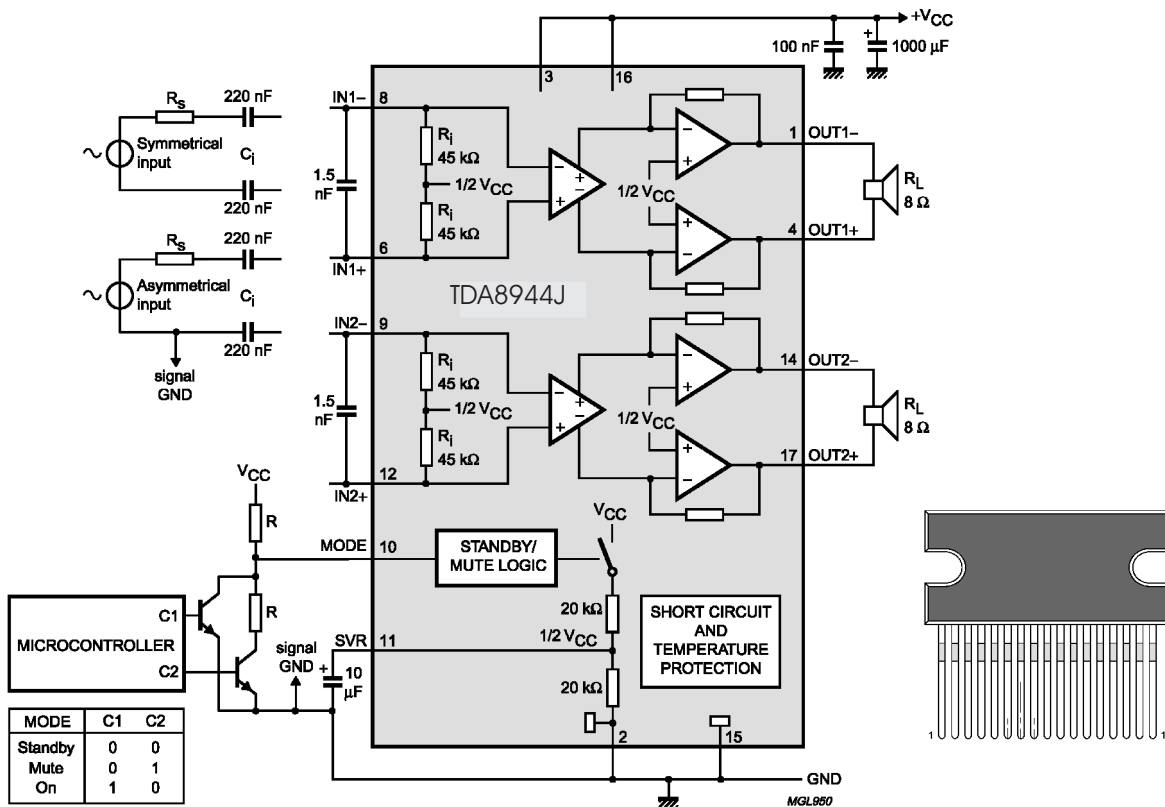 +VCC
100 nF
+
1000 µF
3
16
RS
220 nF
IN1−
8
1
OUT1−
~
Symmetrical
input
Ci
220 nF
1.5
nF
Ri
45 kΩ
1/2 VCC
Ri
45 kΩ
−
+
+
−
−
+
1/2 VCC
+
−
RL
8 Ω
4
OUT1+
6
IN1+
RS
220 nF
~
Asymmetrical
input
Ci
220 nF
signal
GND
TDA8944J
IN2−
9
14
OUT2−
1.5
nF
Ri
45 kΩ
1/2 VCC
Ri
45 kΩ
−
+
+
−
−
+
1/2 VCC
+
−
RL
8 Ω
17
OUT2+
12
IN2+
VCC
R
MODE
10
STANDBY/
MUTE LOGIC
VCC
20 kΩ
1/2 VCC
20 kΩ
SHORT CIRCUIT
AND
TEMPERATURE
PROTECTION
MICROCONTROLLER
C1
C2
R
signal
GND
SVR
11
+
10
µF
2
15
GND
MGL950
MODE C1 C2
Standby 0 0
Mute 0 1
On 1 0
1